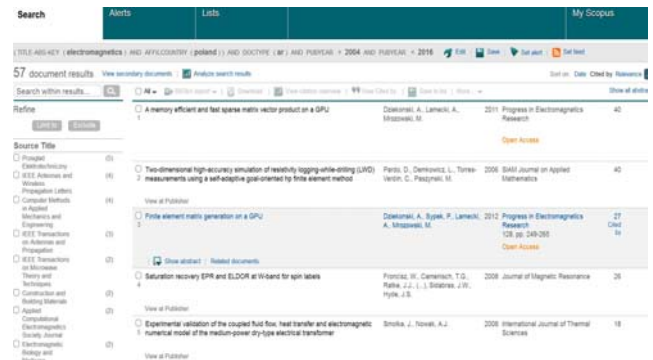 Search
Alerts
Lists
My Scopus
( TITLE-ABS-KEY ( electromagnetics ) AND AFFILCOUNTRY ( poland ) ) AND DOCTYPE ( ar ) AND PUBYEAR > 2004 AND PUBYEAR < 2016
Edit
Save
Set alert
Set feed
57 document results
View secondary documents
Analyze search results
Sort on: Date Cited by Relevance
Search within results...
All
Download
View citation overview
View Cited by
Save to list
More...
Show all abstracts
Refine
Limit to
Exclude
Source Title
Przeglad
Elektrotechniczny
(5)
IEEE Antennas and
Wireless
Propagation Letters
(4)
Computer Methods
in Applied
Mechanics and
Engineering
(4)
IEEE Transactions
on Antennas and
Propagation
(3)
IEEE Transactions
on Microwave
Theory and
Techniques
(3)
Construction and
Building Materials
(2)
Applied
Computational
Electromagnetics
Society Journal
(2)
Electromagnetic
Biology and
(2)
A memory efficient and fast sparse matrix vector product on a GPU
1
Dziekonski, A., Lamecki, A.,
Mrozowski, M.
2011
Progress in Electromagnetics
Research
40
Open Access
Two-dimensional high-accuracy simulation of resistivity logging-while-drilling (LWD)
2 measurements using a self-adaptive goal-oriented hp finite element method
Pardo, D., Demkowicz, L., Torres-
Verdin, C., Paszynski, M.
2006
SIAM Journal on Applied
Mathematics
40
View at Publisher
Finite element matrix generation on a GPU
3
Dziekonski, A., Sypek, P., Lamecki,
A., Mrozowski, M.
2012
Progress in Electromagnetics
Research
128, pp. 249-265
27
Cited
by
Open Access
Show abstract
Related documents
Saturation recovery EPR and ELDOR at W-band for spin labels
4
Froncisz, W., Camenisch, T.G.,
Ratke, J.J., (...), Sidabras, J.W.,
Hyde, J.S.
2008
Journal of Magnetic Resonance
26
View at Publisher
Experimental validation of the coupled fluid flow, heat transfer and electromagnetic
5 numerical model of the medium-power dry-type electrical transformer
Smolka, J., Nowak, A.J.
2008
International Journal of Thermal
Sciences
18
View at Publisher